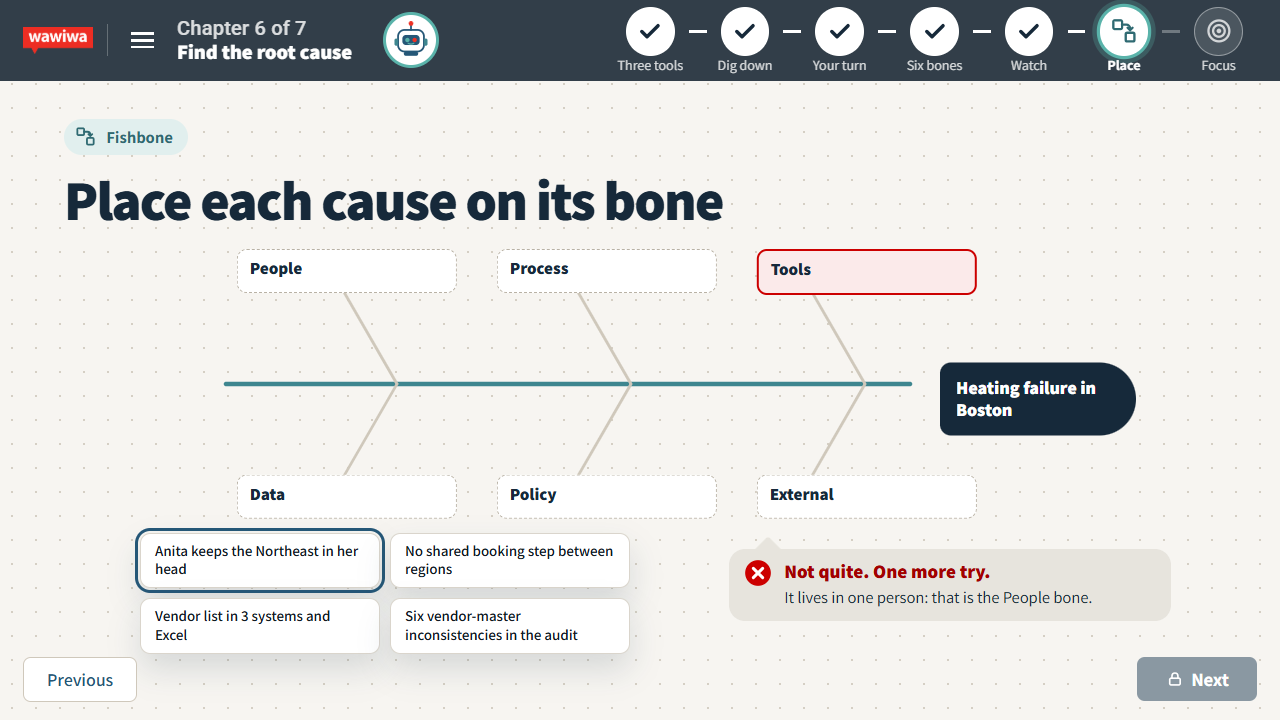 wawiwa
Chapter 6 of 7
Find the root cause
Three tools
Dig down
Your turn
Six bones
Watch
Place
Focus
Fishbone
Place each cause on its bone
People
Process
Tools
Heating failure in
Boston
Data
Policy
External
Anita keeps the Northeast in her
head
No shared booking step between
regions
Vendor list in 3 systems and
Excel
Six vendor-master
inconsistencies in the audit
Not quite. One more try.
It lives in one person: that is the People bone.
Previous
Next